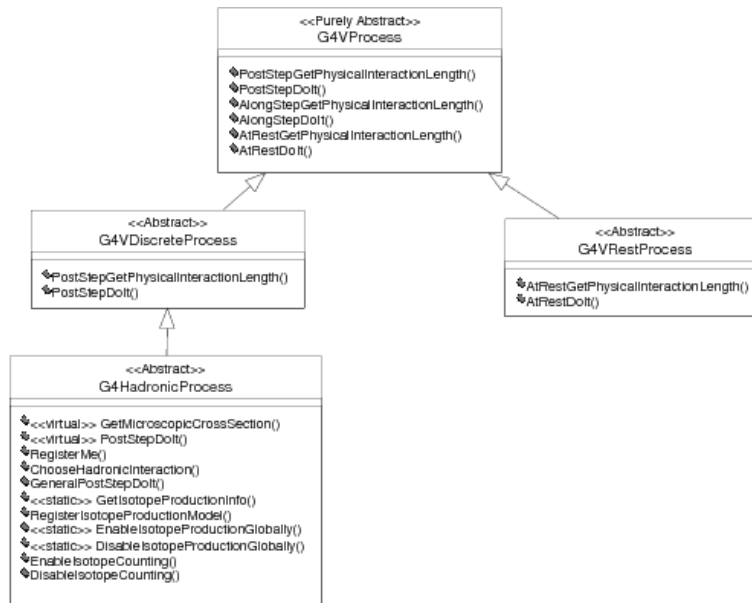 <<Purely Abstract>>
G4VProcess
PostStepGetPhysicalInteractionLength()
PostStepDoIt()
AlongStepGetPhysicalInteractionLength()
AlongStepDoIt()
AtRestGetPhysicalInteractionLength()
AtRestDoIt()
<<Abstract>>
G4VDiscreteProcess
PostStepGetPhysicalInteractionLength()
PostStepDoIt()
<<Abstract>>
G4VRestProcess
AtRestGetPhysicalInteractionLength()
AtRestDoIt()
<<Abstract>>
G4HadronicProcess
<<virtual>> GetMicroscopicCrossSection()
<<virtual>> PostStepDoIt()
RegisterMe()
ChooseHadronicInteraction()
GeneralPostStepDoIt()
<<static>> GetIsotopeProductionInfo()
RegisterIsotopeProductionModel()
<<static>> EnableIsotopeProductionGlobally()
<<static>> DisableIsotopeProductionGlobally()
EnableIsotopeCounting()
DisableIsotopeCounting()